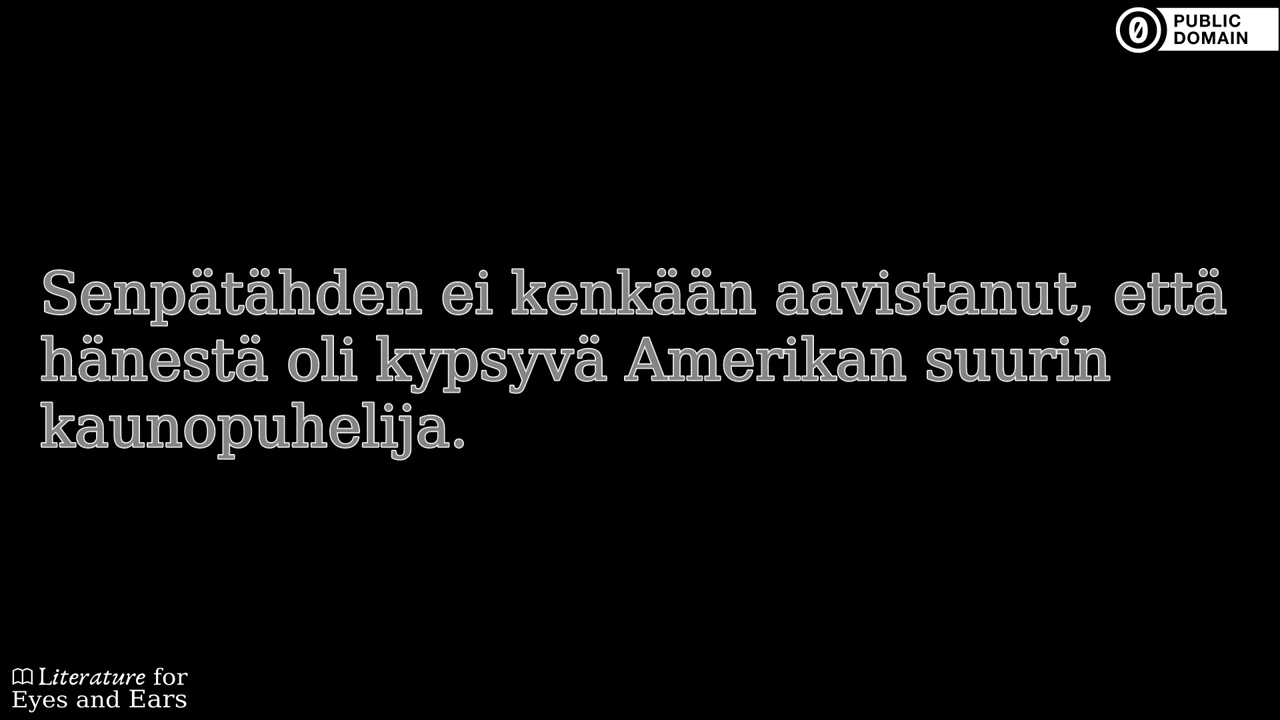 PUBLIC
DOMAIN
Senpätähden ei kenkään aavistanut, että
hänestä oli kypsyvä Amerikan suurin
kaunopuhelija.
Literature for
Eyes and Ears